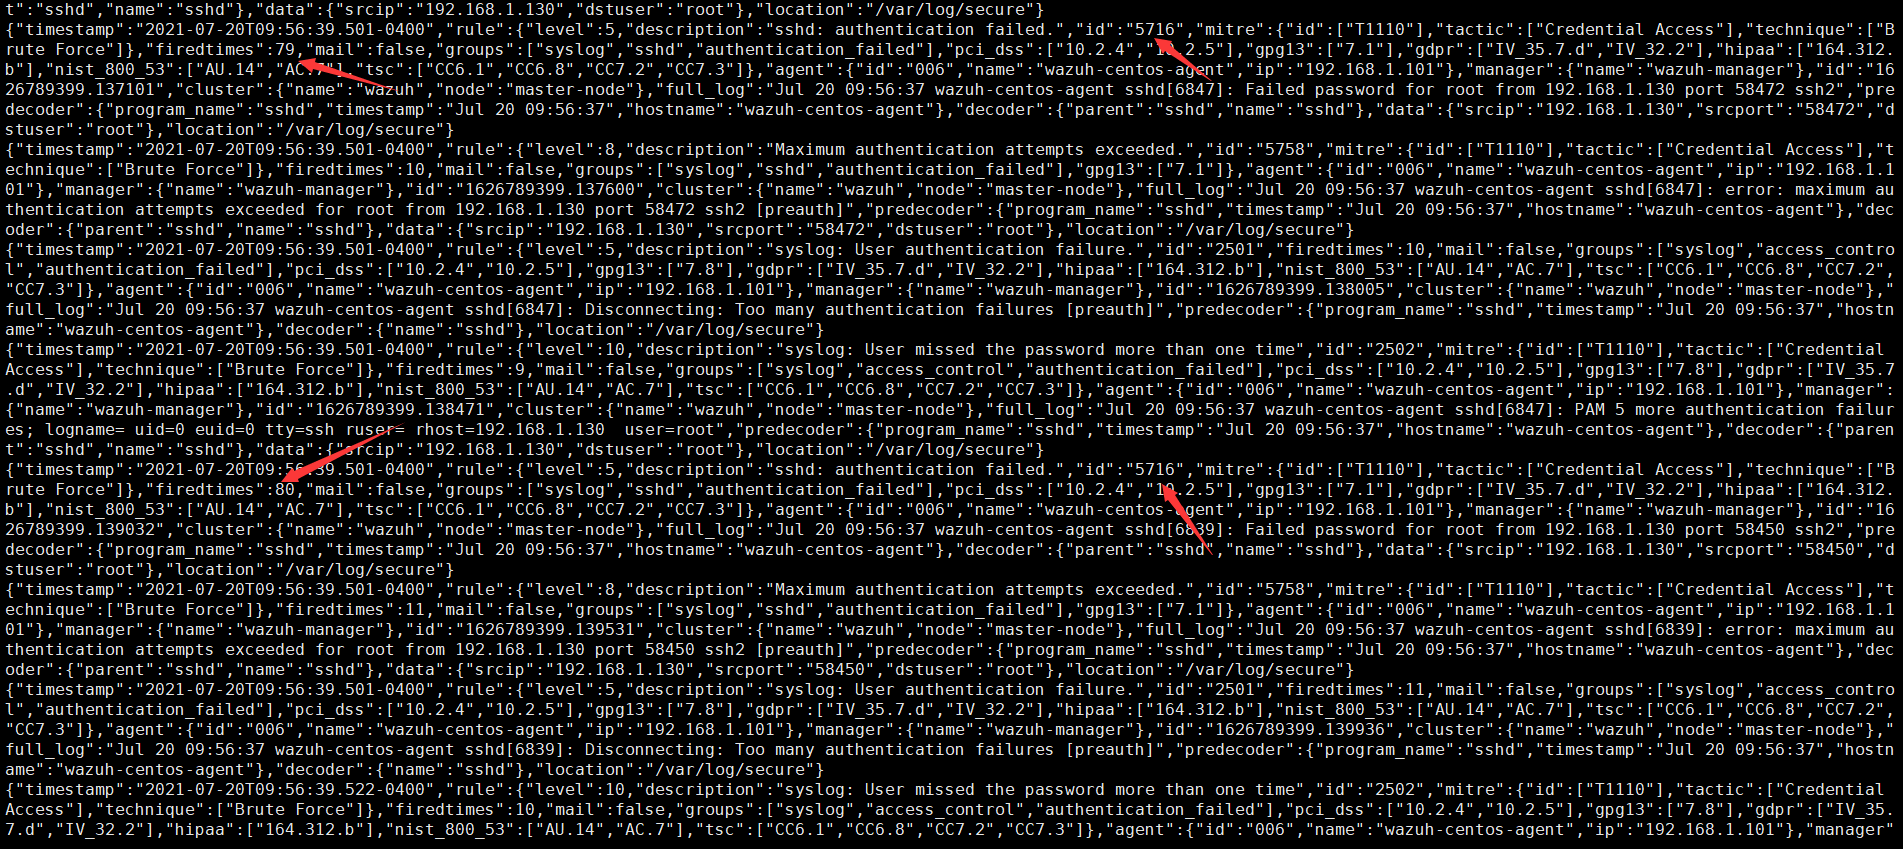 t":"sshd","name":"sshd"},"data":{"srcip":"192.168.1.130","dstuser":"root"},"location":"/var/log/secure"}
{"timestamp":"2021-07-20T09:56:39.501-0400","rule":{"level":5,"description":"sshd: authentication failed.","id":"5716","mitre":{"id":["T1110"],"tactic":["Credential Access"],"technique":["B
rute Force"]},"firedtimes":79,"mail":false,"groups":["syslog","sshd","authentication_failed"],"pci_dss":["10.2.4","10.2.5"],"gpg13":["7.1"],"gdpr":["IV_35.7.d","IV_32.2"],"hipaa":["164.312.
b"],"nist_800_53":["AU.14","AC.7"],"tsc":["CC6.1","CC6.8","CC7.2","CC7.3"]},"agent":{"id":"006","name":"wazuh-centos-agent","ip":"192.168.1.101"},"manager":{"name":"wazuh-manager"},"id":"16
26789399.137101","cluster":{"name":"wazuh","node":"master-node"},"full_log":"Jul 20 09:56:37 wazuh-centos-agent sshd[6847]: Failed password for root from 192.168.1.130 port 58472 ssh2","pre
decoder":{"program_name":"sshd","timestamp":"Jul 20 09:56:37","hostname":"wazuh-centos-agent"},"decoder":{"parent":"sshd","name":"sshd"},"data":{"srcip":"192.168.1.130","srcport":"58472","d
stuser":"root"},"location":"/var/log/secure"}
{"timestamp":"2021-07-20T09:56:39.501-0400","rule":{"level":8,"description":"Maximum authentication attempts exceeded.","id":"5758","mitre":{"id":["T1110"],"tactic":["Credential Access"],"t
echnique":["Brute Force"]},"firedtimes":10,"mail":false,"groups":["syslog","sshd","authentication_failed"],"gpg13":["7.1"]},"agent":{"id":"006","name":"wazuh-centos-agent","ip":"192.168.1.1
01"},"manager":{"name":"wazuh-manager"},"id":"1626789399.137600","cluster":{"name":"wazuh","node":"master-node"},"full_log":"Jul 20 09:56:37 wazuh-centos-agent sshd[6847]: error: maximum au
thentication attempts exceeded for root from 192.168.1.130 port 58472 ssh2 [preauth]","predecoder":{"program_name":"sshd","timestamp":"Jul 20 09:56:37","hostname":"wazuh-centos-agent"},"dec
oder":{"parent":"sshd","name":"sshd"},"data":{"srcip":"192.168.1.130","srcport":"58472","dstuser":"root"},"location":"/var/log/secure"}
{"timestamp":"2021-07-20T09:56:39.501-0400","rule":{"level":5,"description":"syslog: User authentication failure.","id":"2501","firedtimes":10,"mail":false,"groups":["syslog","access_contro
l","authentication_failed"],"pci_dss":["10.2.4","10.2.5"],"gpg13":["7.8"],"gdpr":["IV_35.7.d","IV_32.2"],"hipaa":["164.312.b"],"nist_800_53":["AU.14","AC.7"],"tsc":["CC6.1","CC6.8","CC7.2",
"CC7.3"]},"agent":{"id":"006","name":"wazuh-centos-agent","ip":"192.168.1.101"},"manager":{"name":"wazuh-manager"},"id":"1626789399.138005","cluster":{"name":"wazuh","node":"master-node"},"
full_log":"Jul 20 09:56:37 wazuh-centos-agent sshd[6847]: Disconnecting: Too many authentication failures [preauth]","predecoder":{"program_name":"sshd","timestamp":"Jul 20 09:56:37","hostn
ame":"wazuh-centos-agent"},"decoder":{"name":"sshd"},"location":"/var/log/secure"}
{"timestamp":"2021-07-20T09:56:39.501-0400","rule":{"level":10,"description":"syslog: User missed the password more than one time","id":"2502","mitre":{"id":["T1110"],"tactic":["Credential 
Access"],"technique":["Brute Force"]},"firedtimes":9,"mail":false,"groups":["syslog","access_control","authentication_failed"],"pci_dss":["10.2.4","10.2.5"],"gpg13":["7.8"],"gdpr":["IV_35.7
.d","IV_32.2"],"hipaa":["164.312.b"],"nist_800_53":["AU.14","AC.7"],"tsc":["CC6.1","CC6.8","CC7.2","CC7.3"]},"agent":{"id":"006","name":"wazuh-centos-agent","ip":"192.168.1.101"},"manager":
{"name":"wazuh-manager"},"id":"1626789399.138471","cluster":{"name":"wazuh","node":"master-node"},"full_log":"Jul 20 09:56:37 wazuh-centos-agent sshd[6847]: PAM 5 more authentication failur
es; logname= uid=0 euid=0 tty=ssh ruser= rhost=192.168.1.130  user=root","predecoder":{"program_name":"sshd","timestamp":"Jul 20 09:56:37","hostname":"wazuh-centos-agent"},"decoder":{"paren
t":"sshd","name":"sshd"},"data":{"srcip":"192.168.1.130","dstuser":"root"},"location":"/var/log/secure"}
{"timestamp":"2021-07-20T09:56:39.501-0400","rule":{"level":5,"description":"sshd: authentication failed.","id":"5716","mitre":{"id":["T1110"],"tactic":["Credential Access"],"technique":["B
rute Force"]},"firedtimes":80,"mail":false,"groups":["syslog","sshd","authentication_failed"],"pci_dss":["10.2.4","10.2.5"],"gpg13":["7.1"],"gdpr":["IV_35.7.d","IV_32.2"],"hipaa":["164.312.
b"],"nist_800_53":["AU.14","AC.7"],"tsc":["CC6.1","CC6.8","CC7.2","CC7.3"]},"agent":{"id":"006","name":"wazuh-centos-agent","ip":"192.168.1.101"},"manager":{"name":"wazuh-manager"},"id":"16
26789399.139032","cluster":{"name":"wazuh","node":"master-node"},"full_log":"Jul 20 09:56:37 wazuh-centos-agent sshd[6839]: Failed password for root from 192.168.1.130 port 58450 ssh2","pre
decoder":{"program_name":"sshd","timestamp":"Jul 20 09:56:37","hostname":"wazuh-centos-agent"},"decoder":{"parent":"sshd","name":"sshd"},"data":{"srcip":"192.168.1.130","srcport":"58450","d
stuser":"root"},"location":"/var/log/secure"}
{"timestamp":"2021-07-20T09:56:39.501-0400","rule":{"level":8,"description":"Maximum authentication attempts exceeded.","id":"5758","mitre":{"id":["T1110"],"tactic":["Credential Access"],"t
echnique":["Brute Force"]},"firedtimes":11,"mail":false,"groups":["syslog","sshd","authentication_failed"],"gpg13":["7.1"]},"agent":{"id":"006","name":"wazuh-centos-agent","ip":"192.168.1.1
01"},"manager":{"name":"wazuh-manager"},"id":"1626789399.139531","cluster":{"name":"wazuh","node":"master-node"},"full_log":"Jul 20 09:56:37 wazuh-centos-agent sshd[6839]: error: maximum au
thentication attempts exceeded for root from 192.168.1.130 port 58450 ssh2 [preauth]","predecoder":{"program_name":"sshd","timestamp":"Jul 20 09:56:37","hostname":"wazuh-centos-agent"},"dec
oder":{"parent":"sshd","name":"sshd"},"data":{"srcip":"192.168.1.130","srcport":"58450","dstuser":"root"},"location":"/var/log/secure"}
{"timestamp":"2021-07-20T09:56:39.501-0400","rule":{"level":5,"description":"syslog: User authentication failure.","id":"2501","firedtimes":11,"mail":false,"groups":["syslog","access_contro
l","authentication_failed"],"pci_dss":["10.2.4","10.2.5"],"gpg13":["7.8"],"gdpr":["IV_35.7.d","IV_32.2"],"hipaa":["164.312.b"],"nist_800_53":["AU.14","AC.7"],"tsc":["CC6.1","CC6.8","CC7.2",
"CC7.3"]},"agent":{"id":"006","name":"wazuh-centos-agent","ip":"192.168.1.101"},"manager":{"name":"wazuh-manager"},"id":"1626789399.139936","cluster":{"name":"wazuh","node":"master-node"},"
full_log":"Jul 20 09:56:37 wazuh-centos-agent sshd[6839]: Disconnecting: Too many authentication failures [preauth]","predecoder":{"program_name":"sshd","timestamp":"Jul 20 09:56:37","hostn
ame":"wazuh-centos-agent"},"decoder":{"name":"sshd"},"location":"/var/log/secure"}
{"timestamp":"2021-07-20T09:56:39.522-0400","rule":{"level":10,"description":"syslog: User missed the password more than one time","id":"2502","mitre":{"id":["T1110"],"tactic":["Credential 
Access"],"technique":["Brute Force"]},"firedtimes":10,"mail":false,"groups":["syslog","access_control","authentication_failed"],"pci_dss":["10.2.4","10.2.5"],"gpg13":["7.8"],"gdpr":["IV_35.
7.d","IV_32.2"],"hipaa":["164.312.b"],"nist_800_53":["AU.14","AC.7"],"tsc":["CC6.1","CC6.8","CC7.2","CC7.3"]},"agent":{"id":"006","name":"wazuh-centos-agent","ip":"192.168.1.101"},"manager"